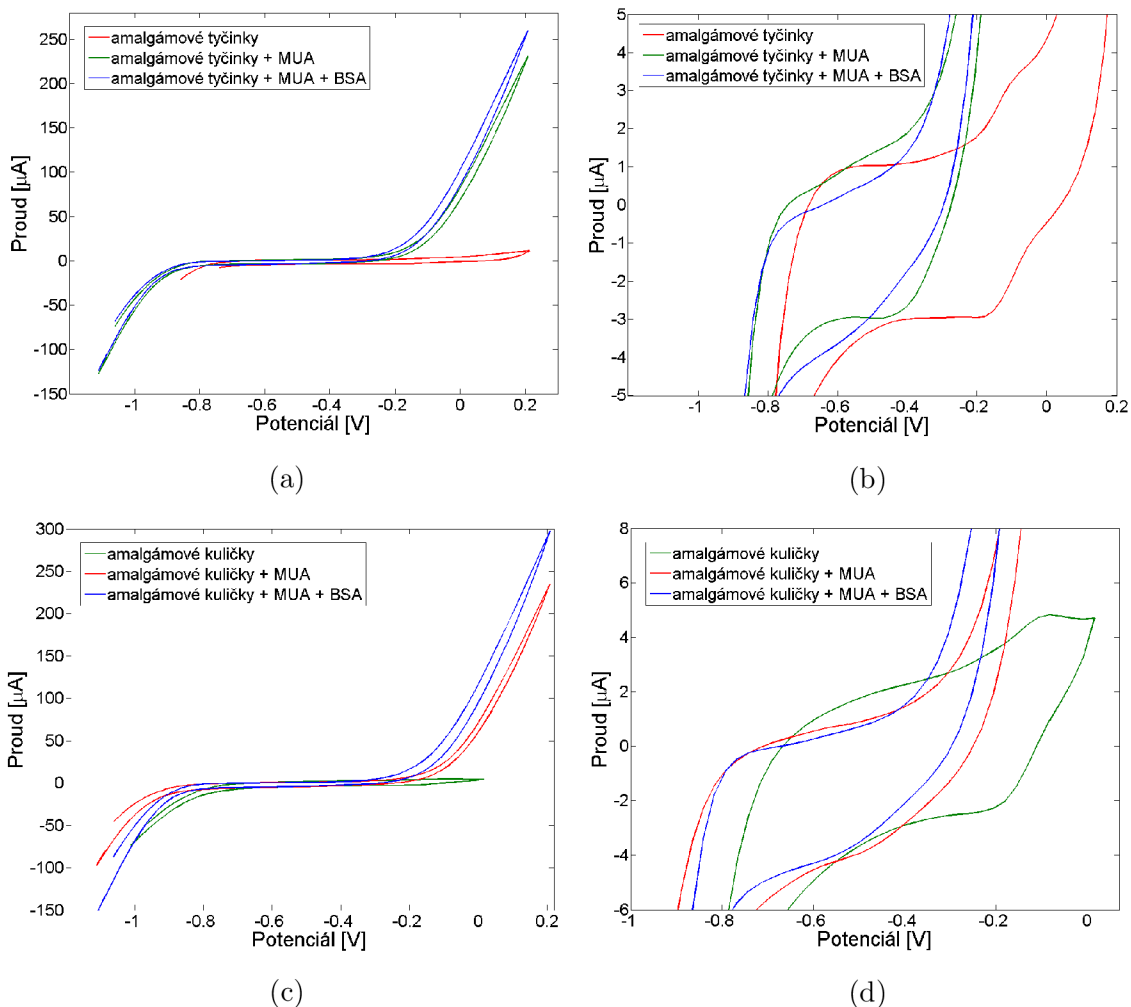 250
200
150
100
50
0
-50
-100
-150
Proud [μA]
amalgámové tyčinky
amalgámové tyčinky + MUA
amalgámové tyčinky + MUA + BSA
-1 -0.8 -0.6 -0.4 -0.2 0 0.2
Potenciál [V]
(a)
5
4
3
2
1
0
-1
-2
-3
-4
-5
Proud [μA]
amalgámové tyčinky
amalgámové tyčinky + MUA
amalgámové tyčinky + MUA + BSA
-1 -0.8 -0.6 -0.4 -0.2 0 0.2
Potenciál [V]
(b)
300
250
200
150
100
50
0
-50
-100
-150
Proud [μA]
amalgámové kuličky
amalgámové kuličky + MUA
amalgámové kuličky + MUA + BSA
-1 -0.8 -0.6 -0.4 -0.2 0 0.2
Potenciál [V]
(c)
8
6
4
2
0
-2
-4
-6
Proud [μA]
amalgámové kuličky
amalgámové kuličky + MUA
amalgámové kuličky + MUA + BSA
-1 -0.8 -0.6 -0.4 -0.2 0
Potenciál [V]
(d)